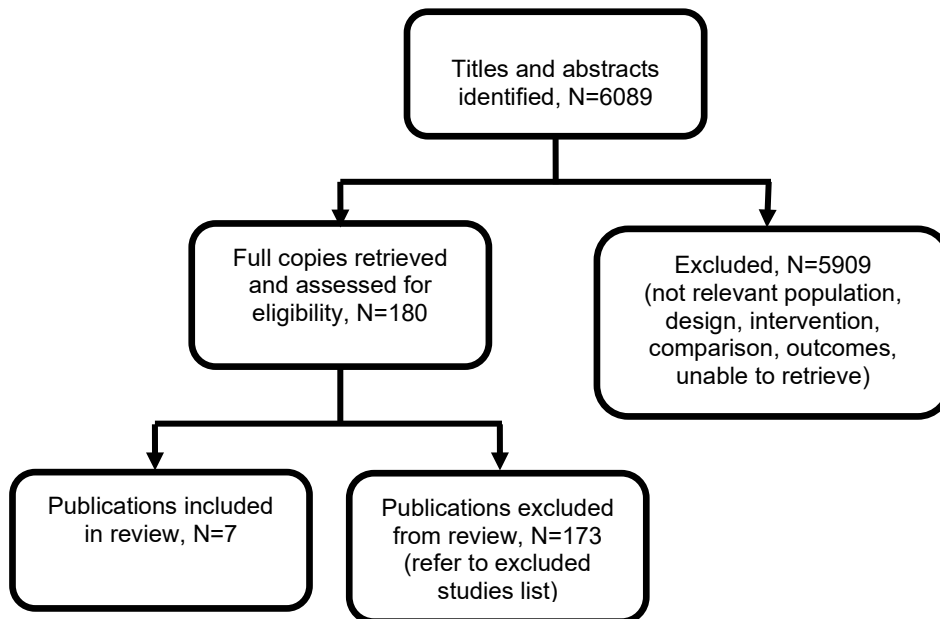 Titles and abstracts
identified, N=6089
Full copies retrieved
and assessed for
eligibility, N=180
Excluded, N=5909
(not relevant population,
design, intervention,
comparison, outcomes,
unable to retrieve)
Publications included
in review, N=7
Publications excluded
from review, N=173
(refer to excluded
studies list)